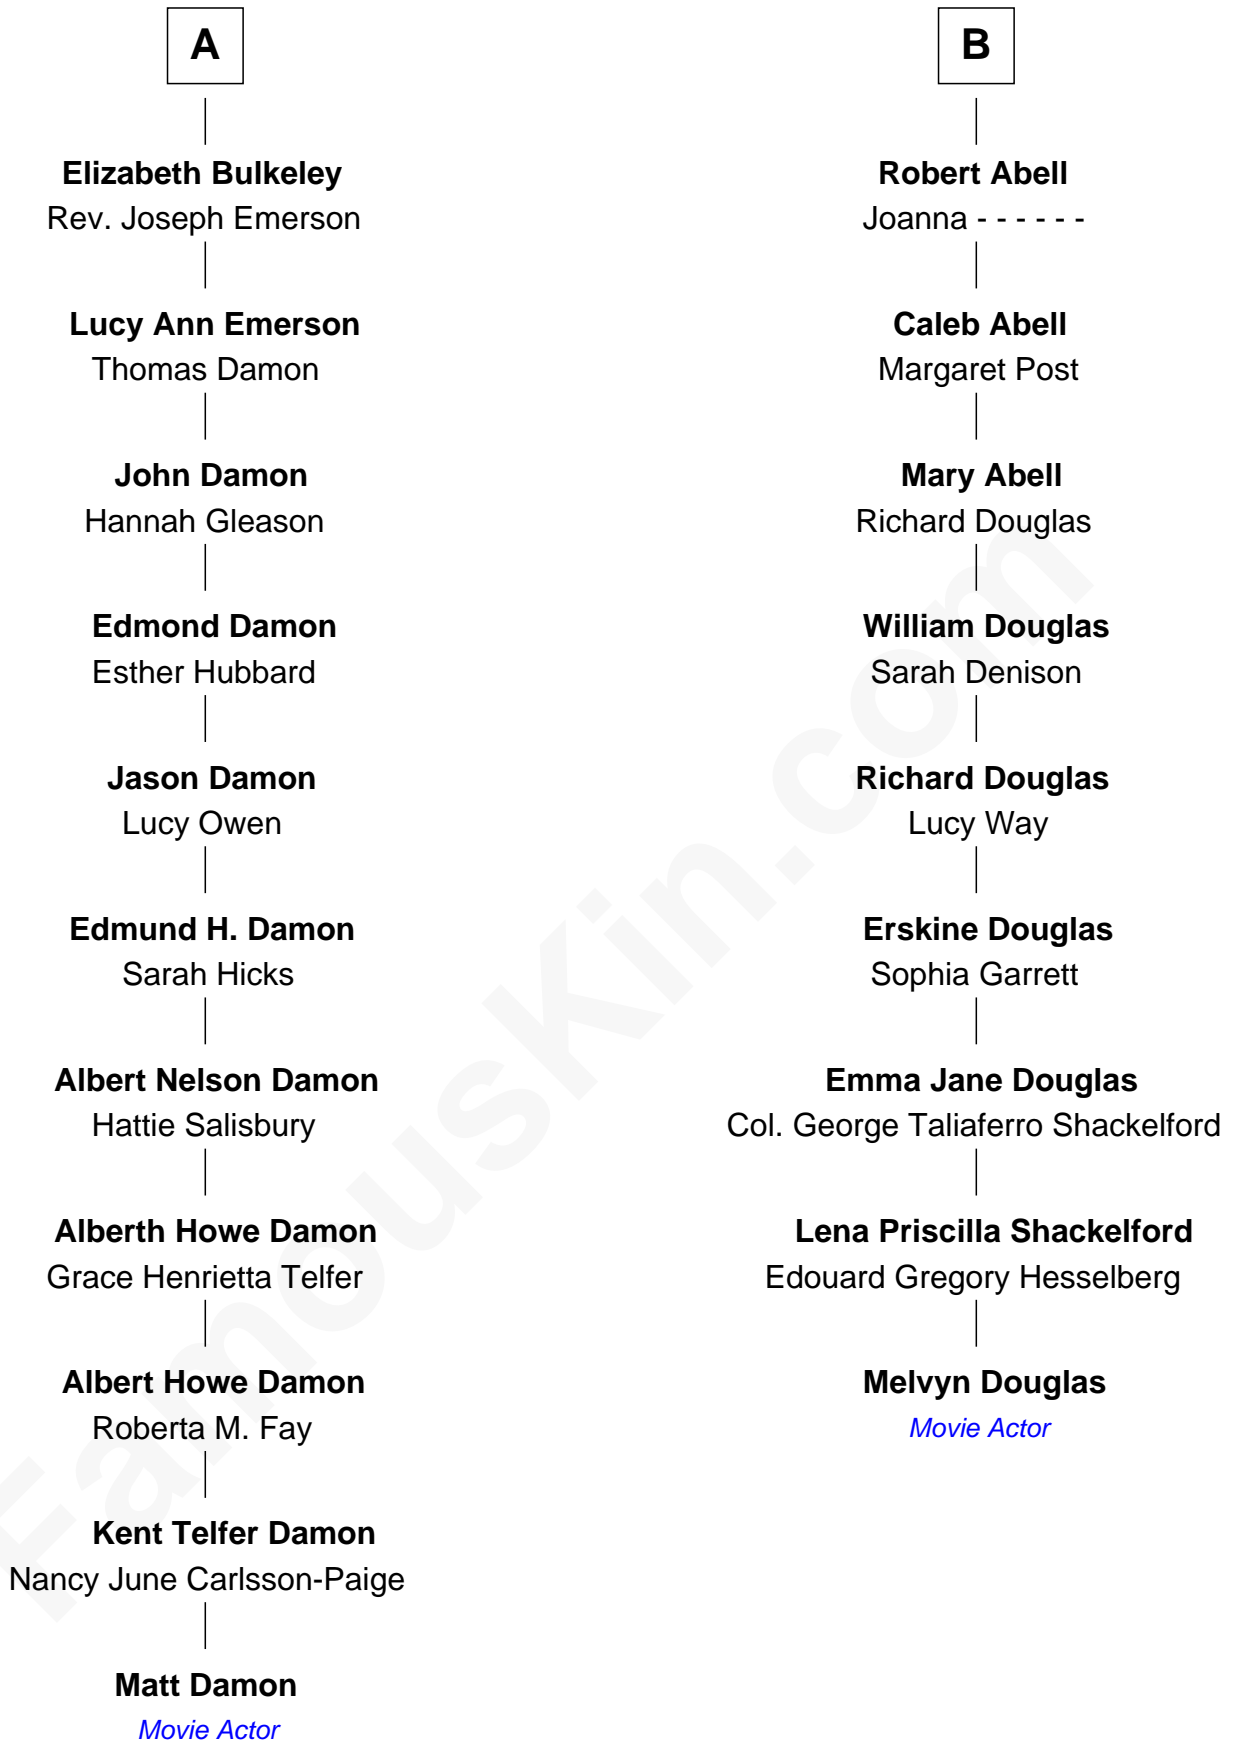 A
Elizabeth Bulkeley
Rev. Joseph Emerson
Lucy Ann Emerson
Thomas Damon
John Damon
Hannah Gleason
Edmond Damon
Esther Hubbard
Jason Damon
Lucy Owen
Edmund H. Damon
Sarah Hicks
Albert Nelson Damon
Hattie Salisbury
Alberth Howe Damon
Grace Henrietta Telfer
Albert Howe Damon
Roberta M. Fay
Kent Telfer Damon
Nancy June Carlsson-Paige
Matt Damon
Movie Actor
B
Robert Abell
Joanna - - - - - -
Caleb Abell
Margaret Post
Mary Abell
Richard Douglas
William Douglas
Sarah Denison
Richard Douglas
Lucy Way
Erskine Douglas
Sophia Garrett
Emma Jane Douglas
Col. George Taliaferro Shackelford
Lena Priscilla Shackelford
Edouard Gregory Hesselberg
Melvyn Douglas
Movie Actor
FamousKin.com